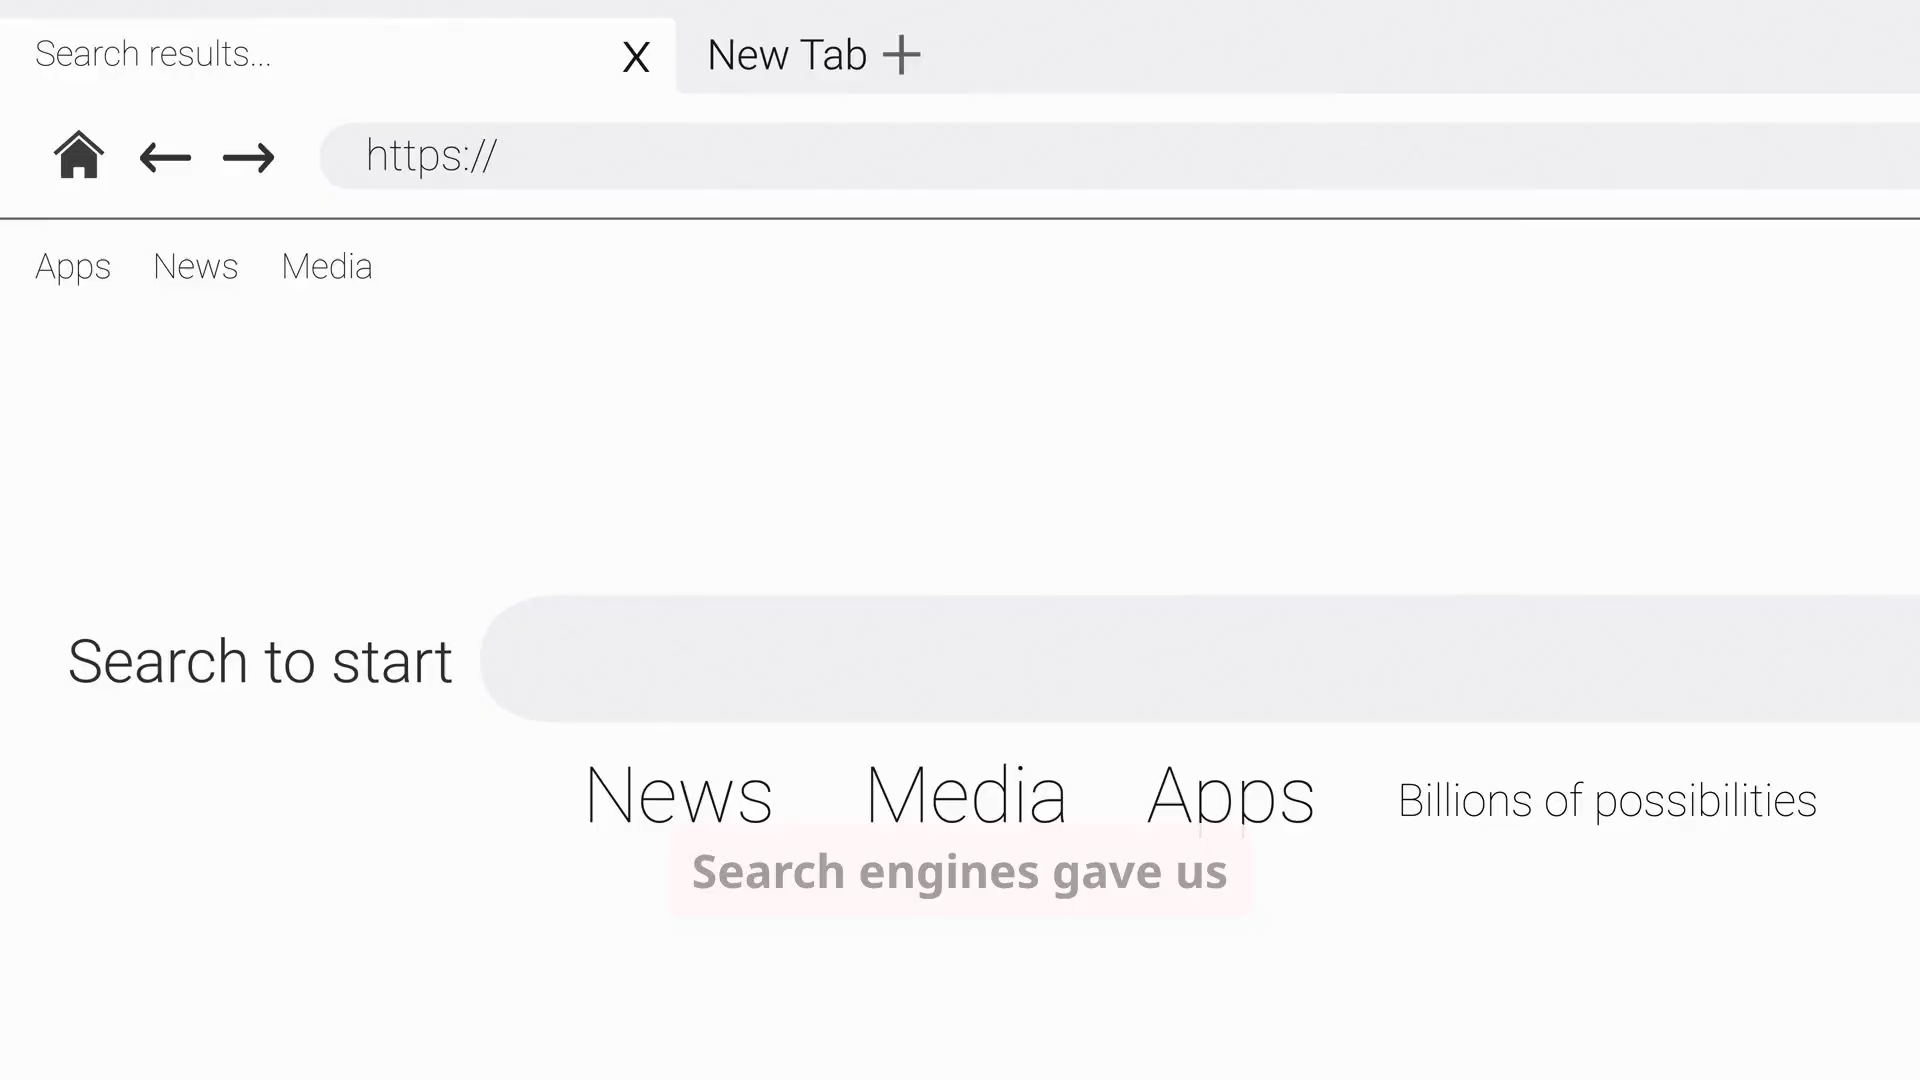 Search results...
X
New Tab +
https://
Apps News Media
Search to start
News Media Apps Billions of possibilities
Search engines gave us